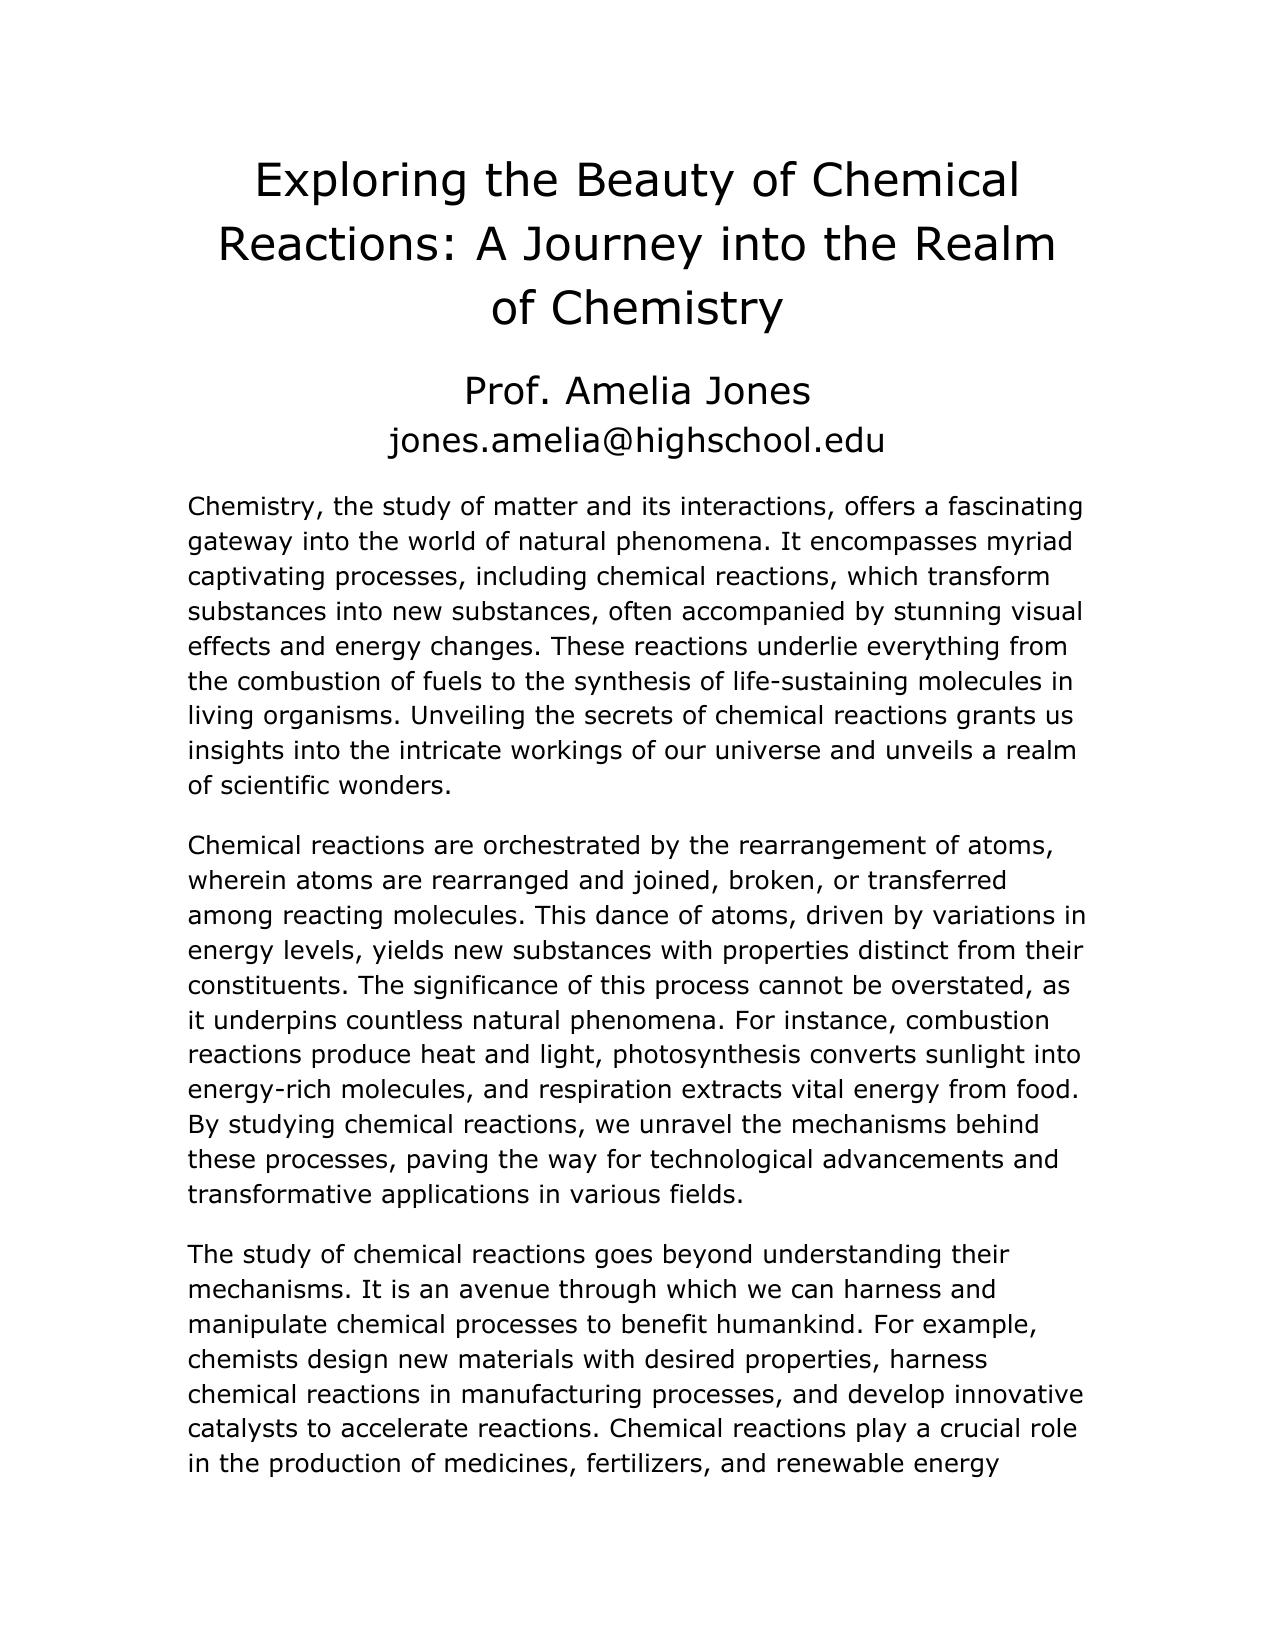 Exploring the Beauty of Chemical
Reactions: A Journey into the Realm
of Chemistry
Prof. Amelia Jones
jones.amelia@highschool.edu
Chemistry, the study of matter and its interactions, offers a fascinating
gateway into the world of natural phenomena. It encompasses myriad
captivating processes, including chemical reactions, which transform
substances into new substances, often accompanied by stunning visual
effects and energy changes. These reactions underlie everything from
the combustion of fuels to the synthesis of life-sustaining molecules in
living organisms. Unveiling the secrets of chemical reactions grants us
insights into the intricate workings of our universe and unveils a realm
of scientific wonders.
Chemical reactions are orchestrated by the rearrangement of atoms,
wherein atoms are rearranged and joined, broken, or transferred
among reacting molecules. This dance of atoms, driven by variations in
energy levels, yields new substances with properties distinct from their
constituents. The significance of this process cannot be overstated, as
it underpins countless natural phenomena. For instance, combustion
reactions produce heat and light, photosynthesis converts sunlight into
energy-rich molecules, and respiration extracts vital energy from food.
By studying chemical reactions, we unravel the mechanisms behind
these processes, paving the way for technological advancements and
transformative applications in various fields.
The study of chemical reactions goes beyond understanding their
mechanisms. It is an avenue through which we can harness and
manipulate chemical processes to benefit humankind. For example,
chemists design new materials with desired properties, harness
chemical reactions in manufacturing processes, and develop innovative
catalysts to accelerate reactions. Chemical reactions play a crucial role
in the production of medicines, fertilizers, and renewable energy